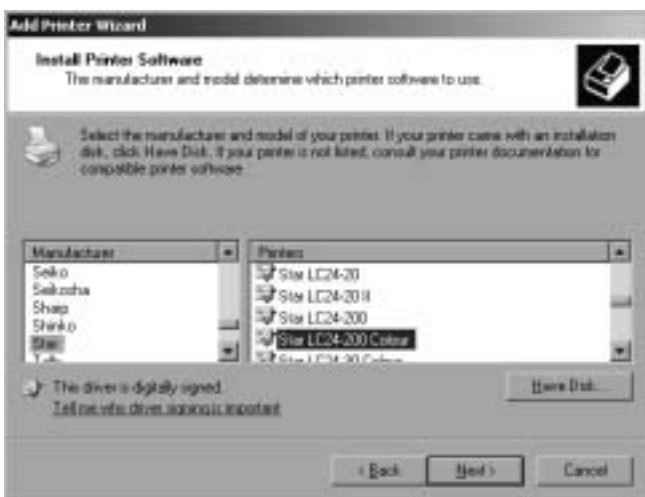 Add Printer Wizard
Install Printer Software
The manufacturer and model determine which printer software to use.
Select the manufacturer and model of your printer. If your printer came with an installation
disk, click Have Disk. If your printer is not listed, consult your printer documentation for
compatible printer software.
Manufacturer
Seiko
Seikosha
Sharp
Shinko
Star
Printers
Star LC24-20
Star LC24-20 II
Star LC24-200
Star LC24-200 Colour
Star LC24-30 Colour
This driver is digitally signed.
Tell me why driver signing is important
Have Disk...
< Back
Next >
Cancel